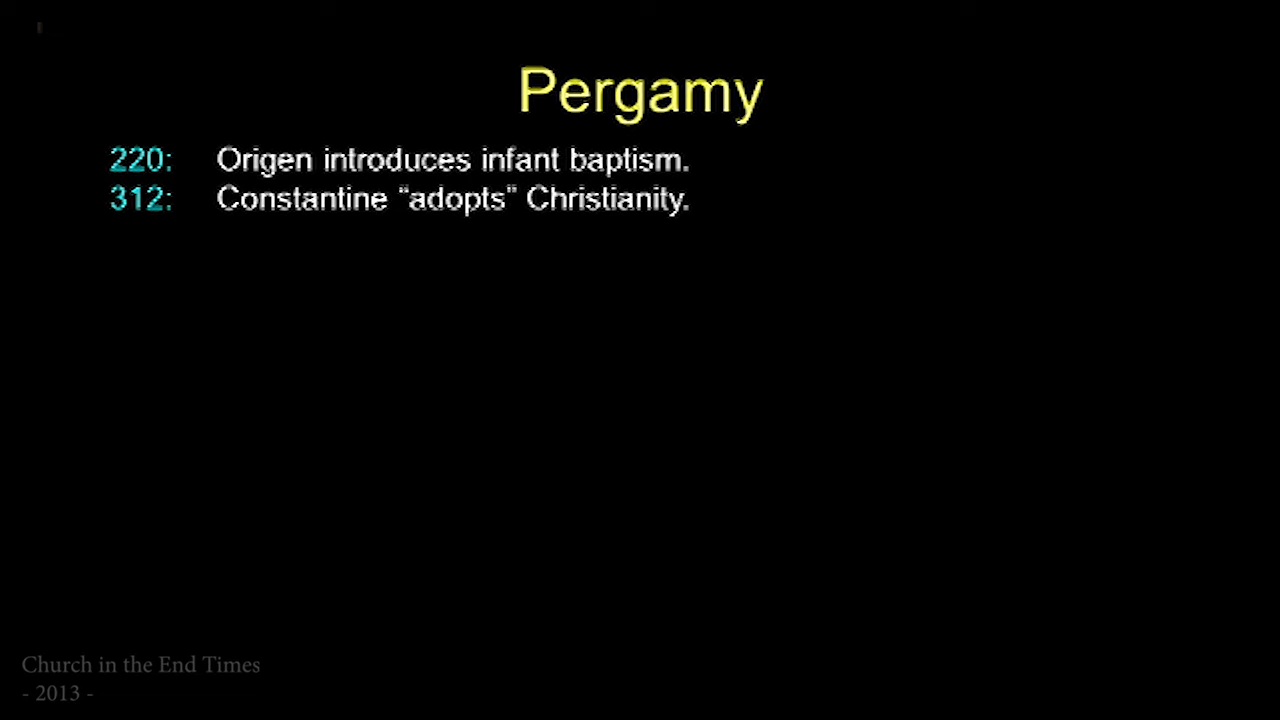 Pergamy
220: Origen introduces infant baptism.
312: Constantine “adopts” Christianity.
Church in the End Times
- 2013 -